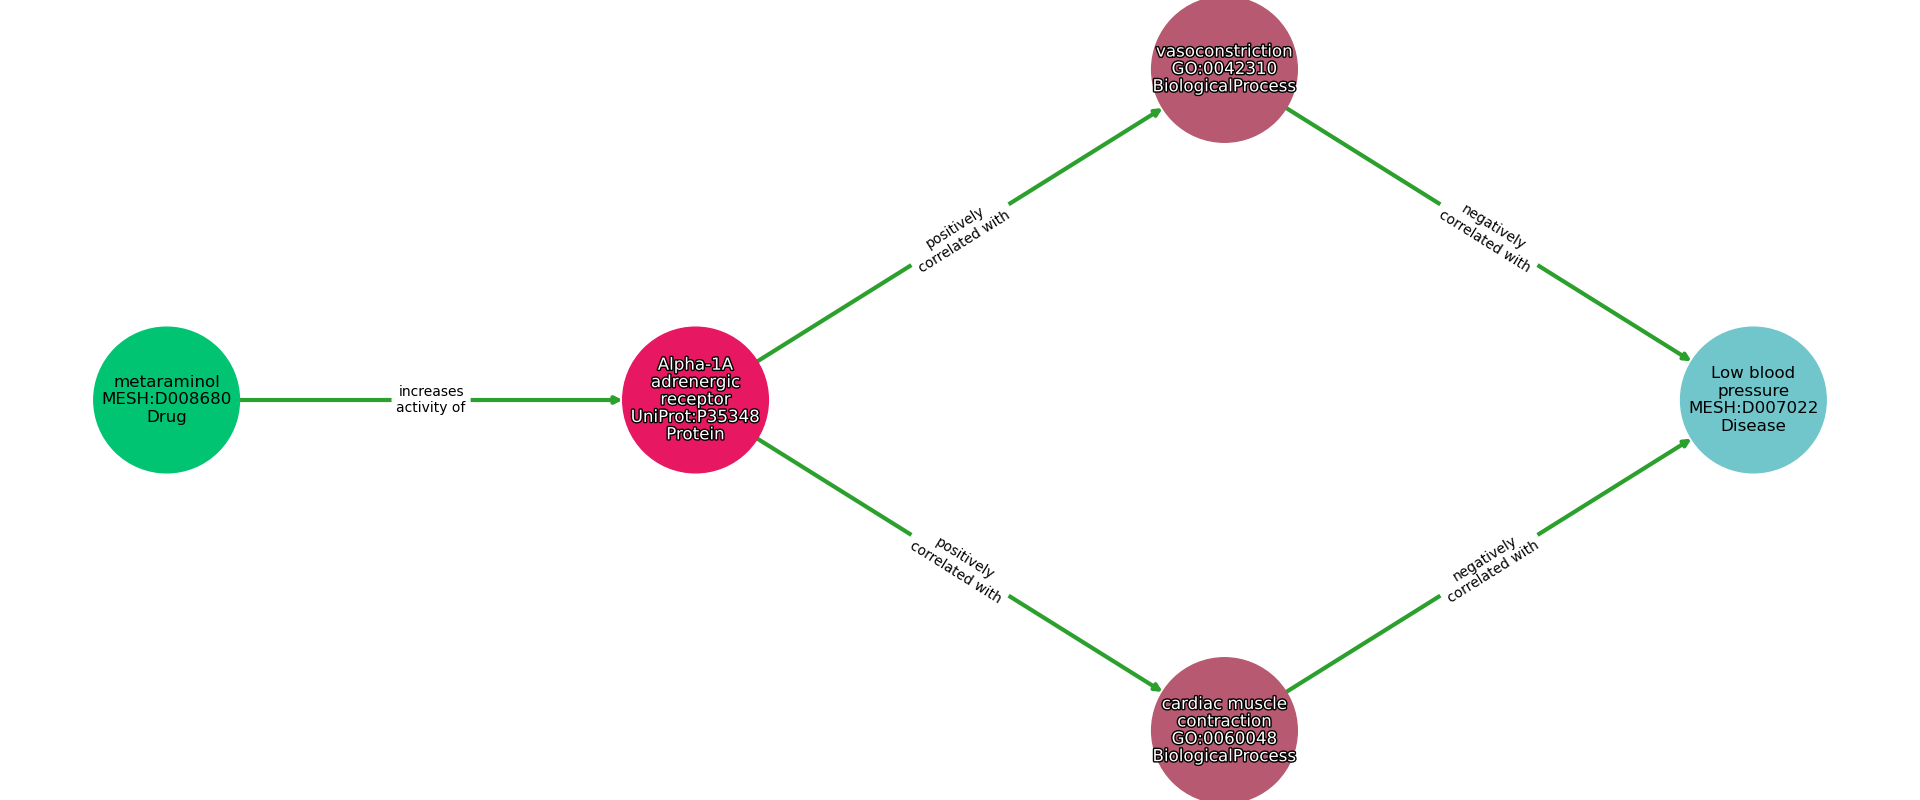 vasoconstriction
GO:0042310
BiologicalProcess
positively
correlated with
negatively
correlated with
metaraminol
MESH:D008680
Drug
increases
activity of
Alpha-1A
adrenergic
receptor
UniProt:P35348
Protein
Low blood
pressure
MESH:D007022
Disease
positively
correlated with
negatively
correlated with
cardiac muscle
contraction
GO:0060048
BiologicalProcess